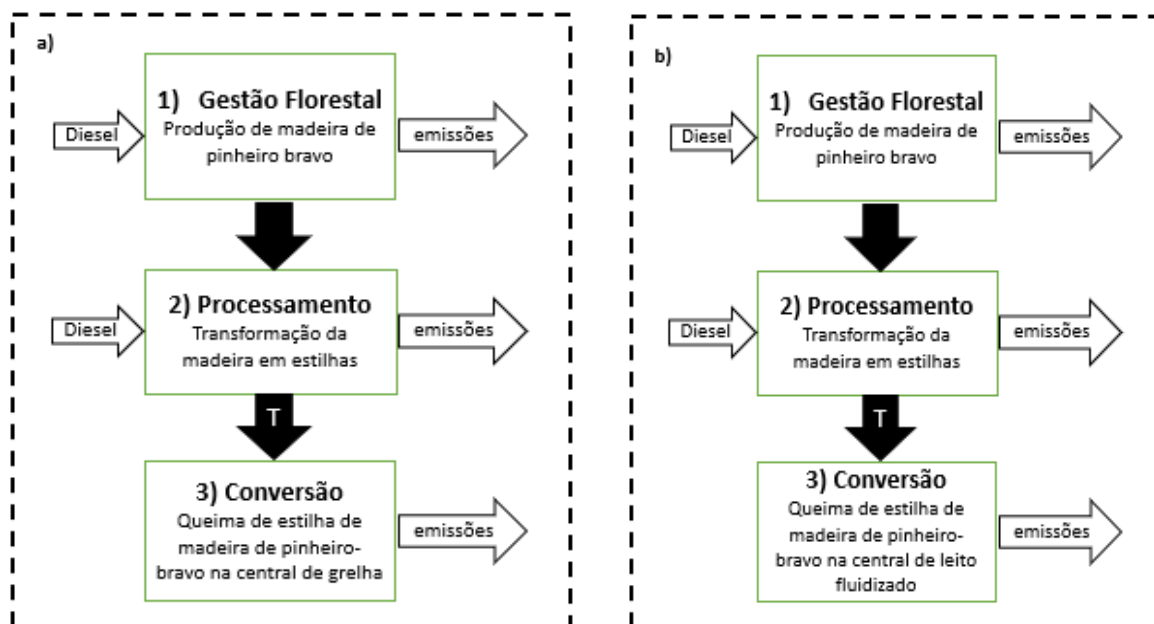 a)
1) Gestão Florestal
Produção de madeira de
pinheiro bravo
Diesel
emissões
2) Processamento
Transformação da
madeira em estilhas
Diesel
emissões
T
3) Conversão
Queima de estilha de
madeira de pinheiro-
bravo na central de grelha
emissões
b)
1) Gestão Florestal
Produção de madeira de
pinheiro bravo
Diesel
emissões
2) Processamento
Transformação da
madeira em estilhas
Diesel
emissões
T
3) Conversão
Queima de estilha de
madeira de pinheiro-
bravo na central de leito
fluidizado
emissões